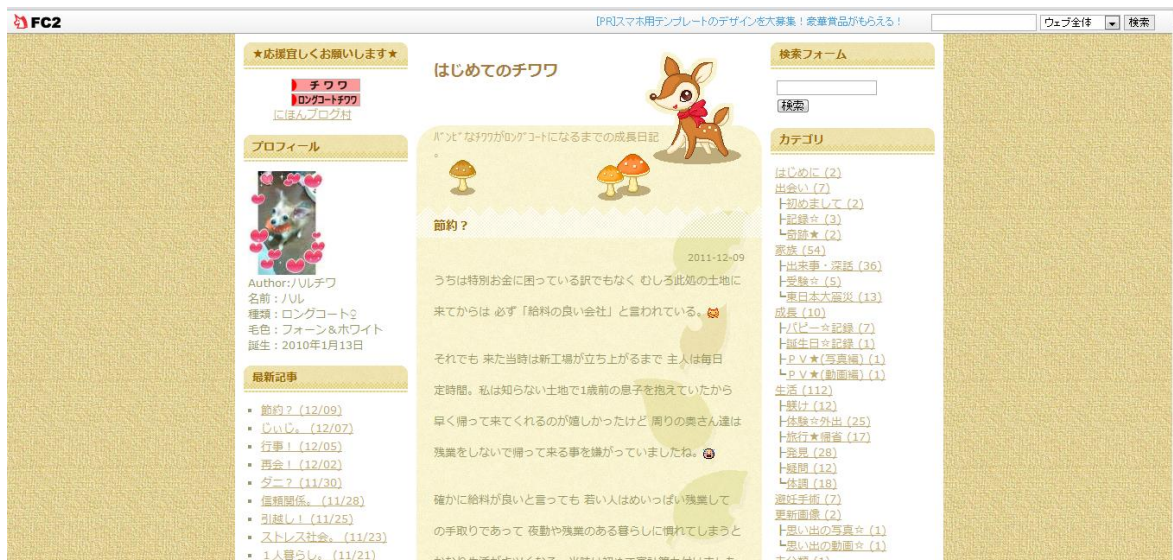 FC2
[PR]スマホ用テンプレートのデザインを大募集！豪華賞品がもらえる！
ウェブ全体
検索
★応援宜しくお願いします★
チワワ
ロングコートチワワ
にほんブログ村
プロフィール
Author:ハルチワ
名前：ハル
種類：ロングコート♀
毛色：フォーン＆ホワイト
誕生：2010年1月13日
最新記事
節約？ (12/09)
じぃじ。 (12/07)
行事！ (12/05)
再会！ (12/02)
ダニ？ (11/30)
信頼関係。 (11/28)
引越し！ (11/25)
ストレス社会。 (11/23)
１人暮らし。 (11/21)
はじめてのチワワ
ﾊﾞﾝﾋﾞなﾁﾜﾜがﾛﾝｸﾞｺｰﾄになるまでの成長日記
。
節約？
2011-12-09
うちは特別お金に困っている訳でもなく むしろ此処の土地に
来てからは 必ず「給料の良い会社」と言われている。
それでも 来た当時は新工場が立ち上がるまで 主人は毎日
定時間。私は知らない土地で1歳前の息子を抱えていたから
早く帰って来てくれるのが嬉しかったけど 周りの奥さん達は
残業をしないで帰って来る事を嫌がっていましたね。
確かに給料が良いと言っても 若い人はめいっぱい残業して
の手取りであって 夜勤や残業のある暮らしに慣れてしまうと
検索フォーム
検索
カテゴリ
はじめに (2)
出会い (7)
┣初めまして (2)
┣記録☆ (3)
┗奇跡★ (2)
家族 (54)
┣出来事・深話 (36)
┣受験☆ (5)
┗東日本大震災 (13)
成長 (10)
┣パピー☆記録 (7)
┣誕生日☆記録 (1)
┣ＰＶ★(写真編) (1)
┗ＰＶ★(動画編) (1)
生活 (112)
┣躾け (12)
┣体験☆外出 (25)
┣旅行★帰省 (17)
┣発見 (28)
┣疑問 (12)
┗体調 (18)
避妊手術 (7)
更新画像 (2)
┣思い出の写真☆ (1)
┗思い出の動画☆ (1)